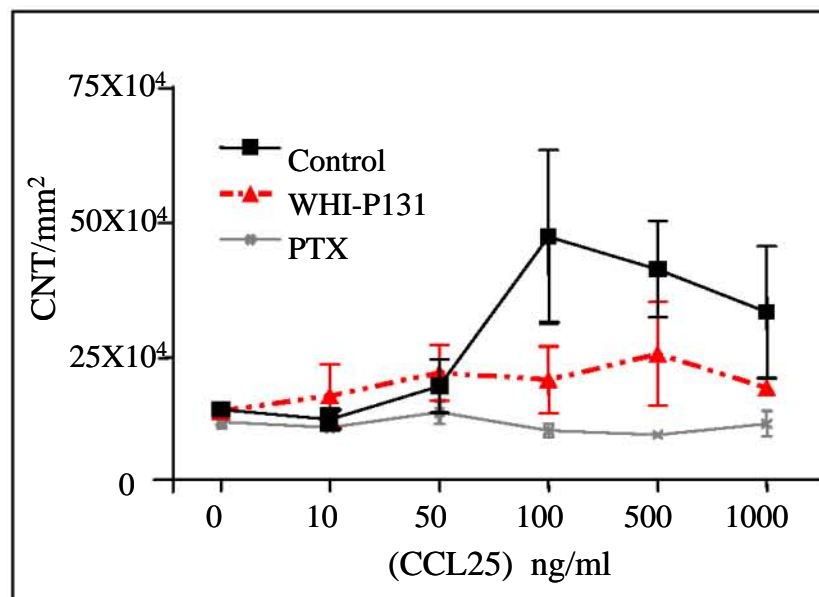 75X10⁴
50X10⁴
25X10⁴
0
CNT/mm²
Control
WHI-P131
PTX
0 10 50 100 500 1000
(CCL25) ng/ml